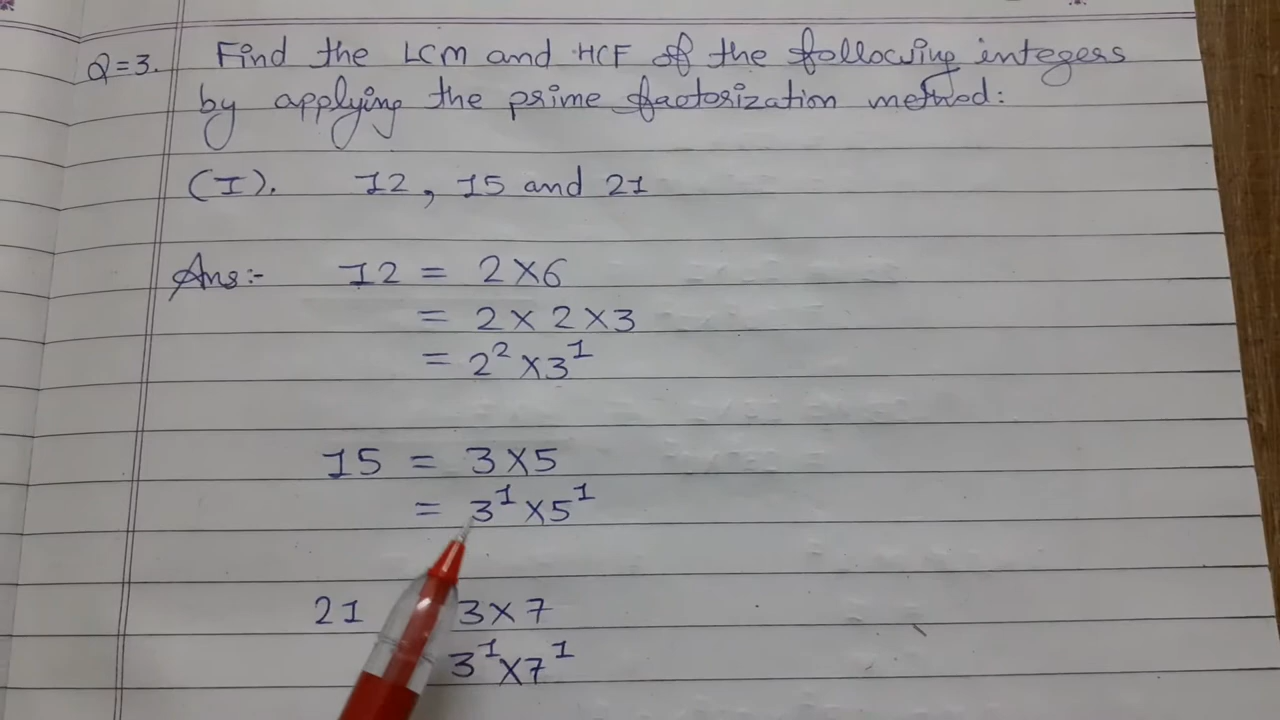 Q=3. Find the LCM and HCF of the following integers
by applying the prime factorization method:
(I). 12, 15 and 21
Ans:- 12 = 2×6
= 2×2×3
= 2² ×3¹
15 = 3×5
= 3¹×5¹
21 3×7
3¹×7¹